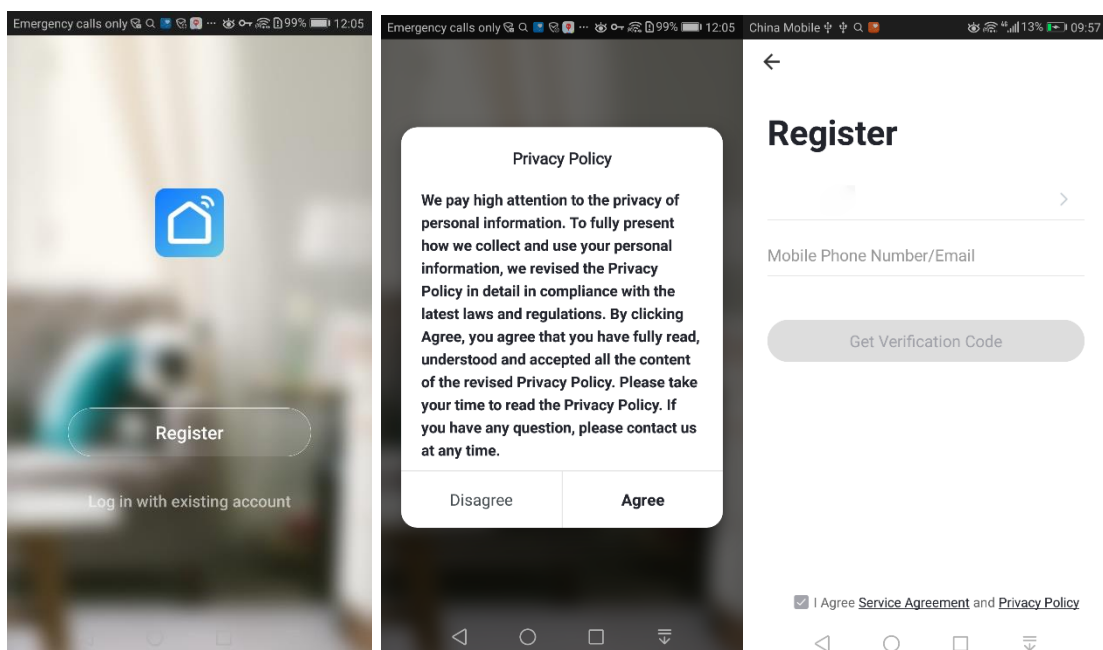 Emergency calls only 99% 12:05
Register
Log in with existing account
Emergency calls only 99% 12:05
Privacy Policy
We pay high attention to the privacy of
personal information. To fully present
how we collect and use your personal
information, we revised the Privacy
Policy in detail in compliance with the
latest laws and regulations. By clicking
Agree, you agree that you have fully read,
understood and accepted all the content
of the revised Privacy Policy. Please take
your time to read the Privacy Policy. If
you have any question, please contact us
at any time.
Disagree Agree
China Mobile 13% 09:57
Register
Mobile Phone Number/Email
Get Verification Code
I Agree Service Agreement and Privacy Policy